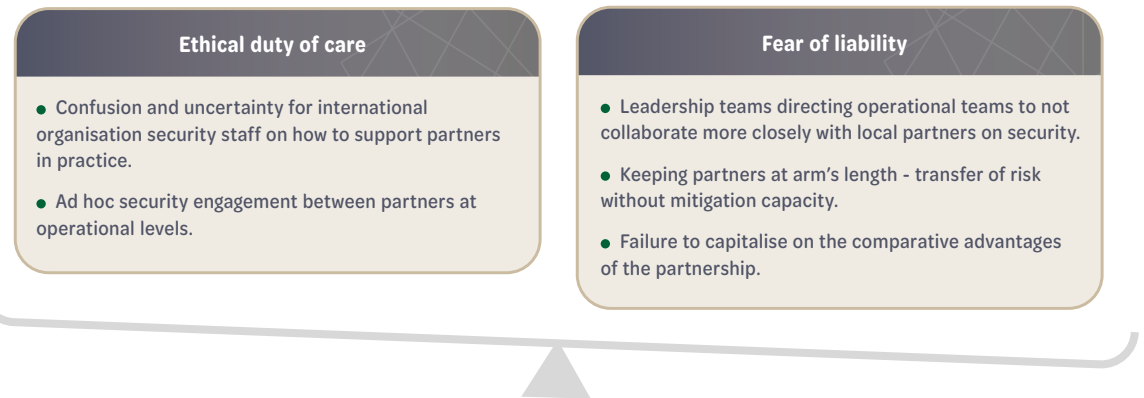 Ethical duty of care
● Confusion and uncertainty for international
organisation security staff on how to support partners
in practice.
● Ad hoc security engagement between partners at
operational levels.
Fear of liability
● Leadership teams directing operational teams to not
collaborate more closely with local partners on security.
● Keeping partners at arm’s length - transfer of risk
without mitigation capacity.
● Failure to capitalise on the comparative advantages
of the partnership.